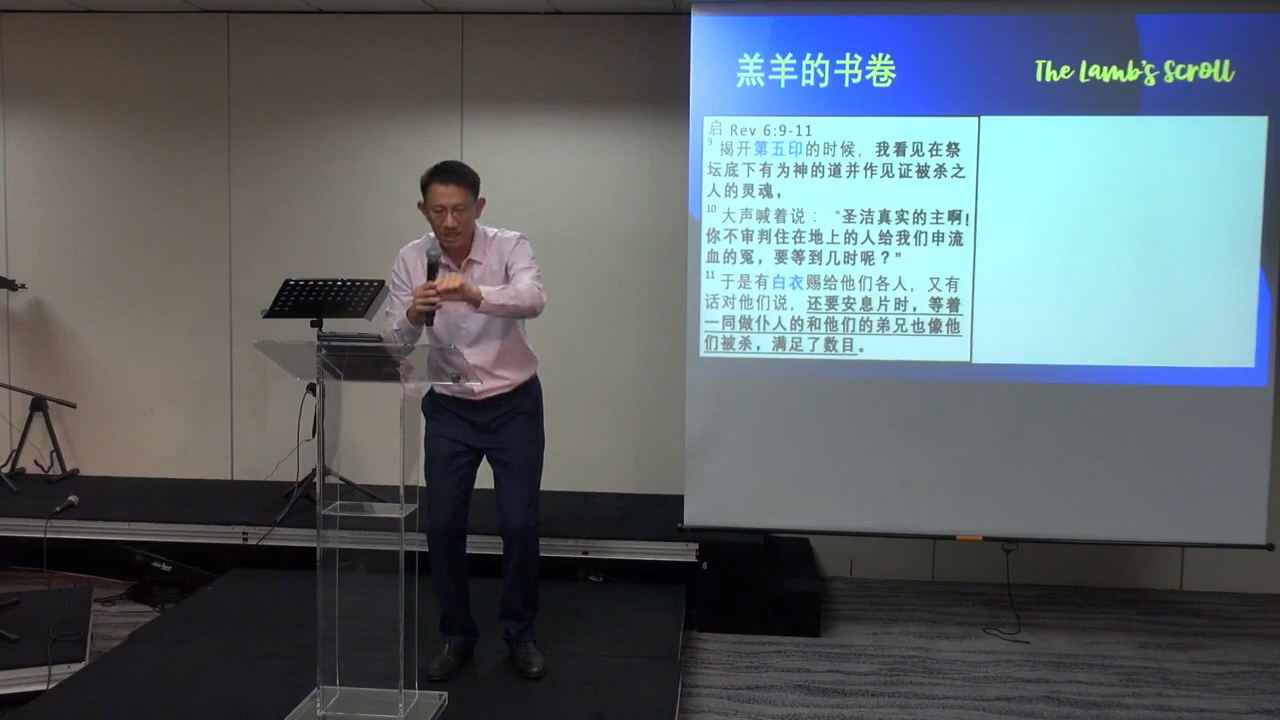 羔羊的书卷
The Lamb's Scroll
启 Rev 6:9-11
9 揭开第五印的时候，我看见在祭
坛底下有为神的道并作见证被杀之
人的灵魂，
10 大声喊着说：“圣洁真实的主啊!
你不审判住在地上的人给我们申流
血的冤，要等到几时呢？”
11 于是有白衣赐给他们各人，又有
话对他们说，还要安息片时，等着
一同做仆人的和他们的弟兄也像他
们被杀，满足了数目。